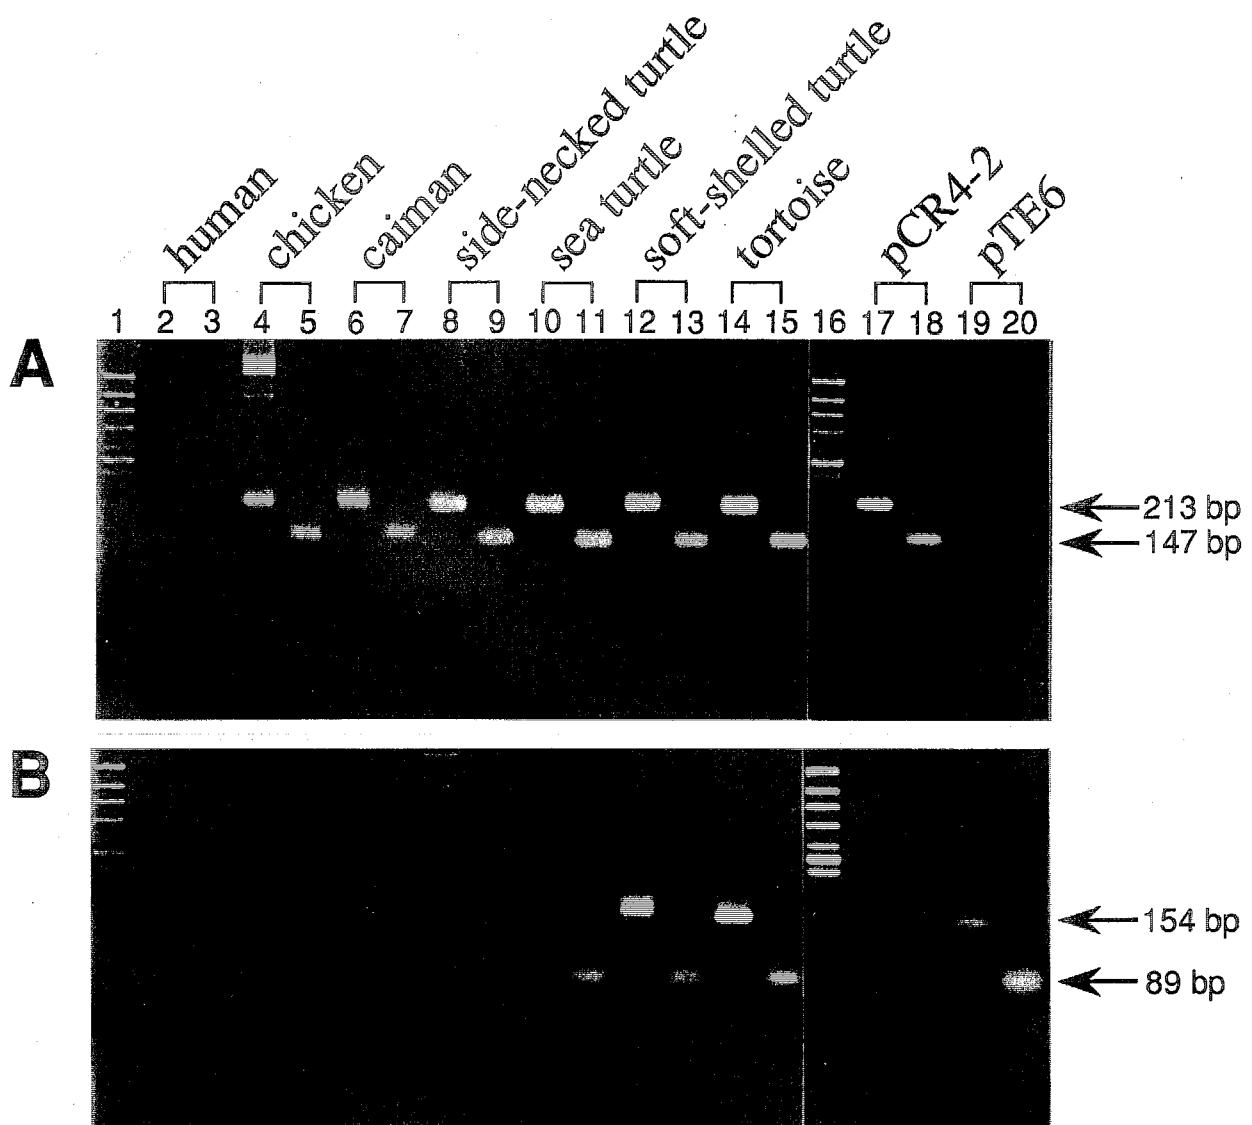 human chicken caiman side-necked turtle sea turtle soft-shelled turtle tortoise pCR4-2 pTE6
1 2 3 4 5 6 7 8 9 10 11 12 13 14 15 16 17 18 19 20
A
213 bp
147 bp
B
154 bp
89 bp